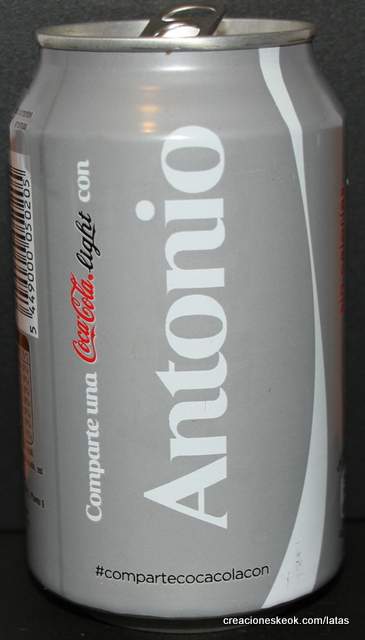 Comparte una Coca-Cola light con
Antonio
#compartecocacolacon
5 449000 050205
creacioneskeok.com/latas